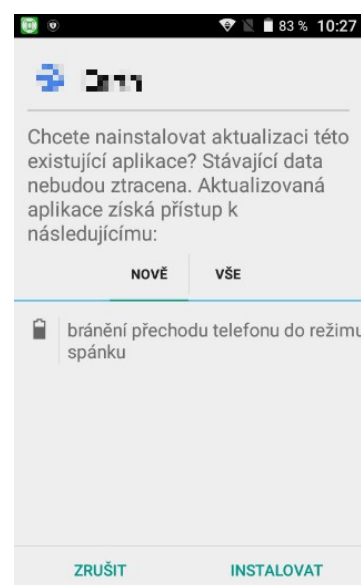 83 % 10:27
Chcete nainstalovat aktualizaci této
existující aplikace? Stávající data
nebudou ztracena. Aktualizovaná
aplikace získá přístup k
následujícímu:
NOVĚ VŠE
bránění přechodu telefonu do režimu
spánku
ZRUŠIT INSTALOVAT